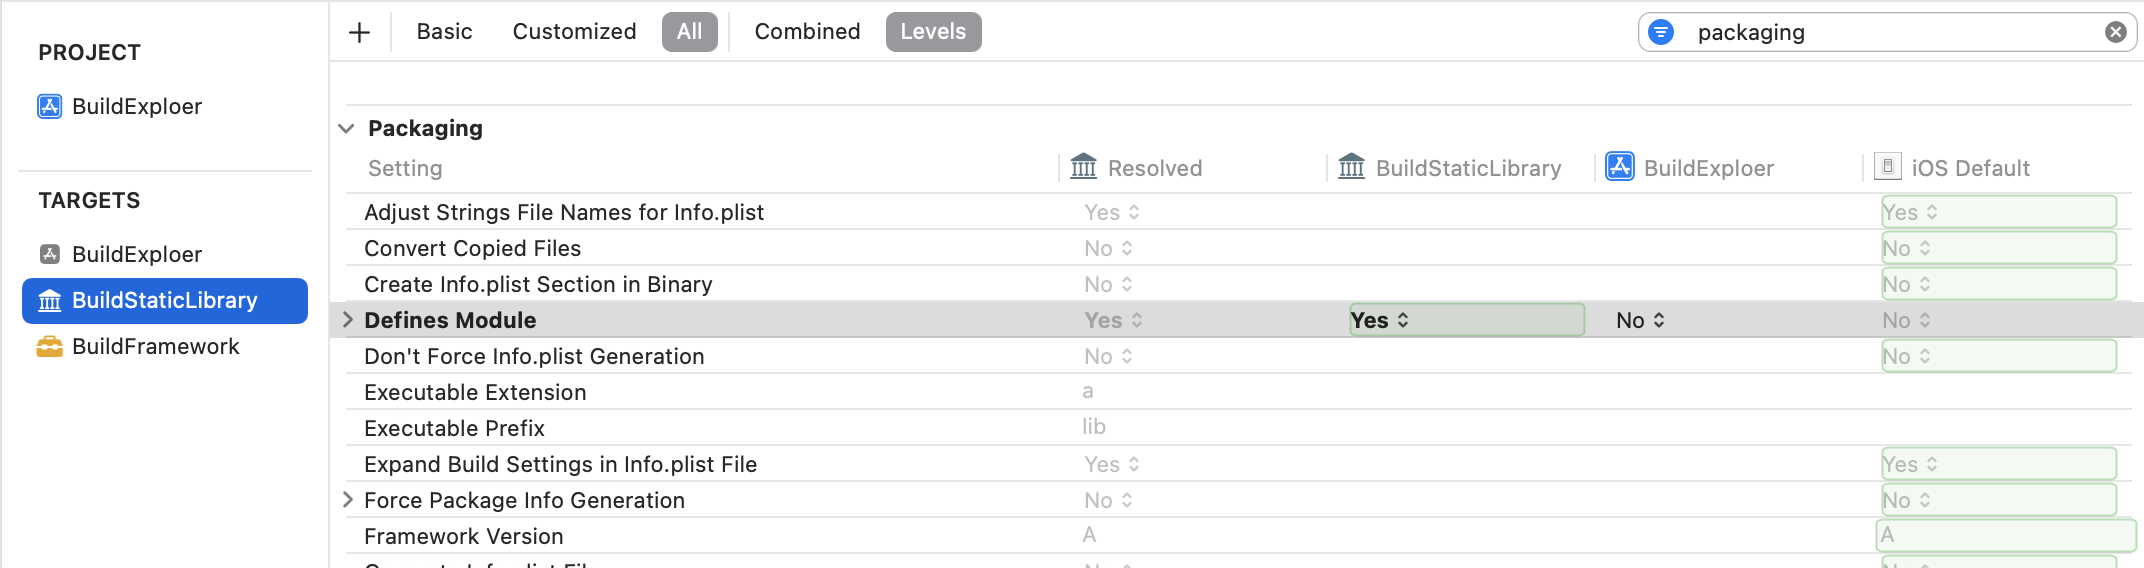 PROJECT
BuildExploer
TARGETS
BuildExploer
BuildStaticLibrary
BuildFramework
Basic Customized All Combined Levels packaging
Packaging
Setting Resolved BuildStaticLibrary BuildExploer iOS Default
Adjust Strings File Names for Info.plist Yes Yes
Convert Copied Files No No
Create Info.plist Section in Binary No No
Defines Module Yes Yes No No
Don't Force Info.plist Generation No No
Executable Extension a
Executable Prefix lib
Expand Build Settings in Info.plist File Yes Yes
Force Package Info Generation No No
Framework Version A A